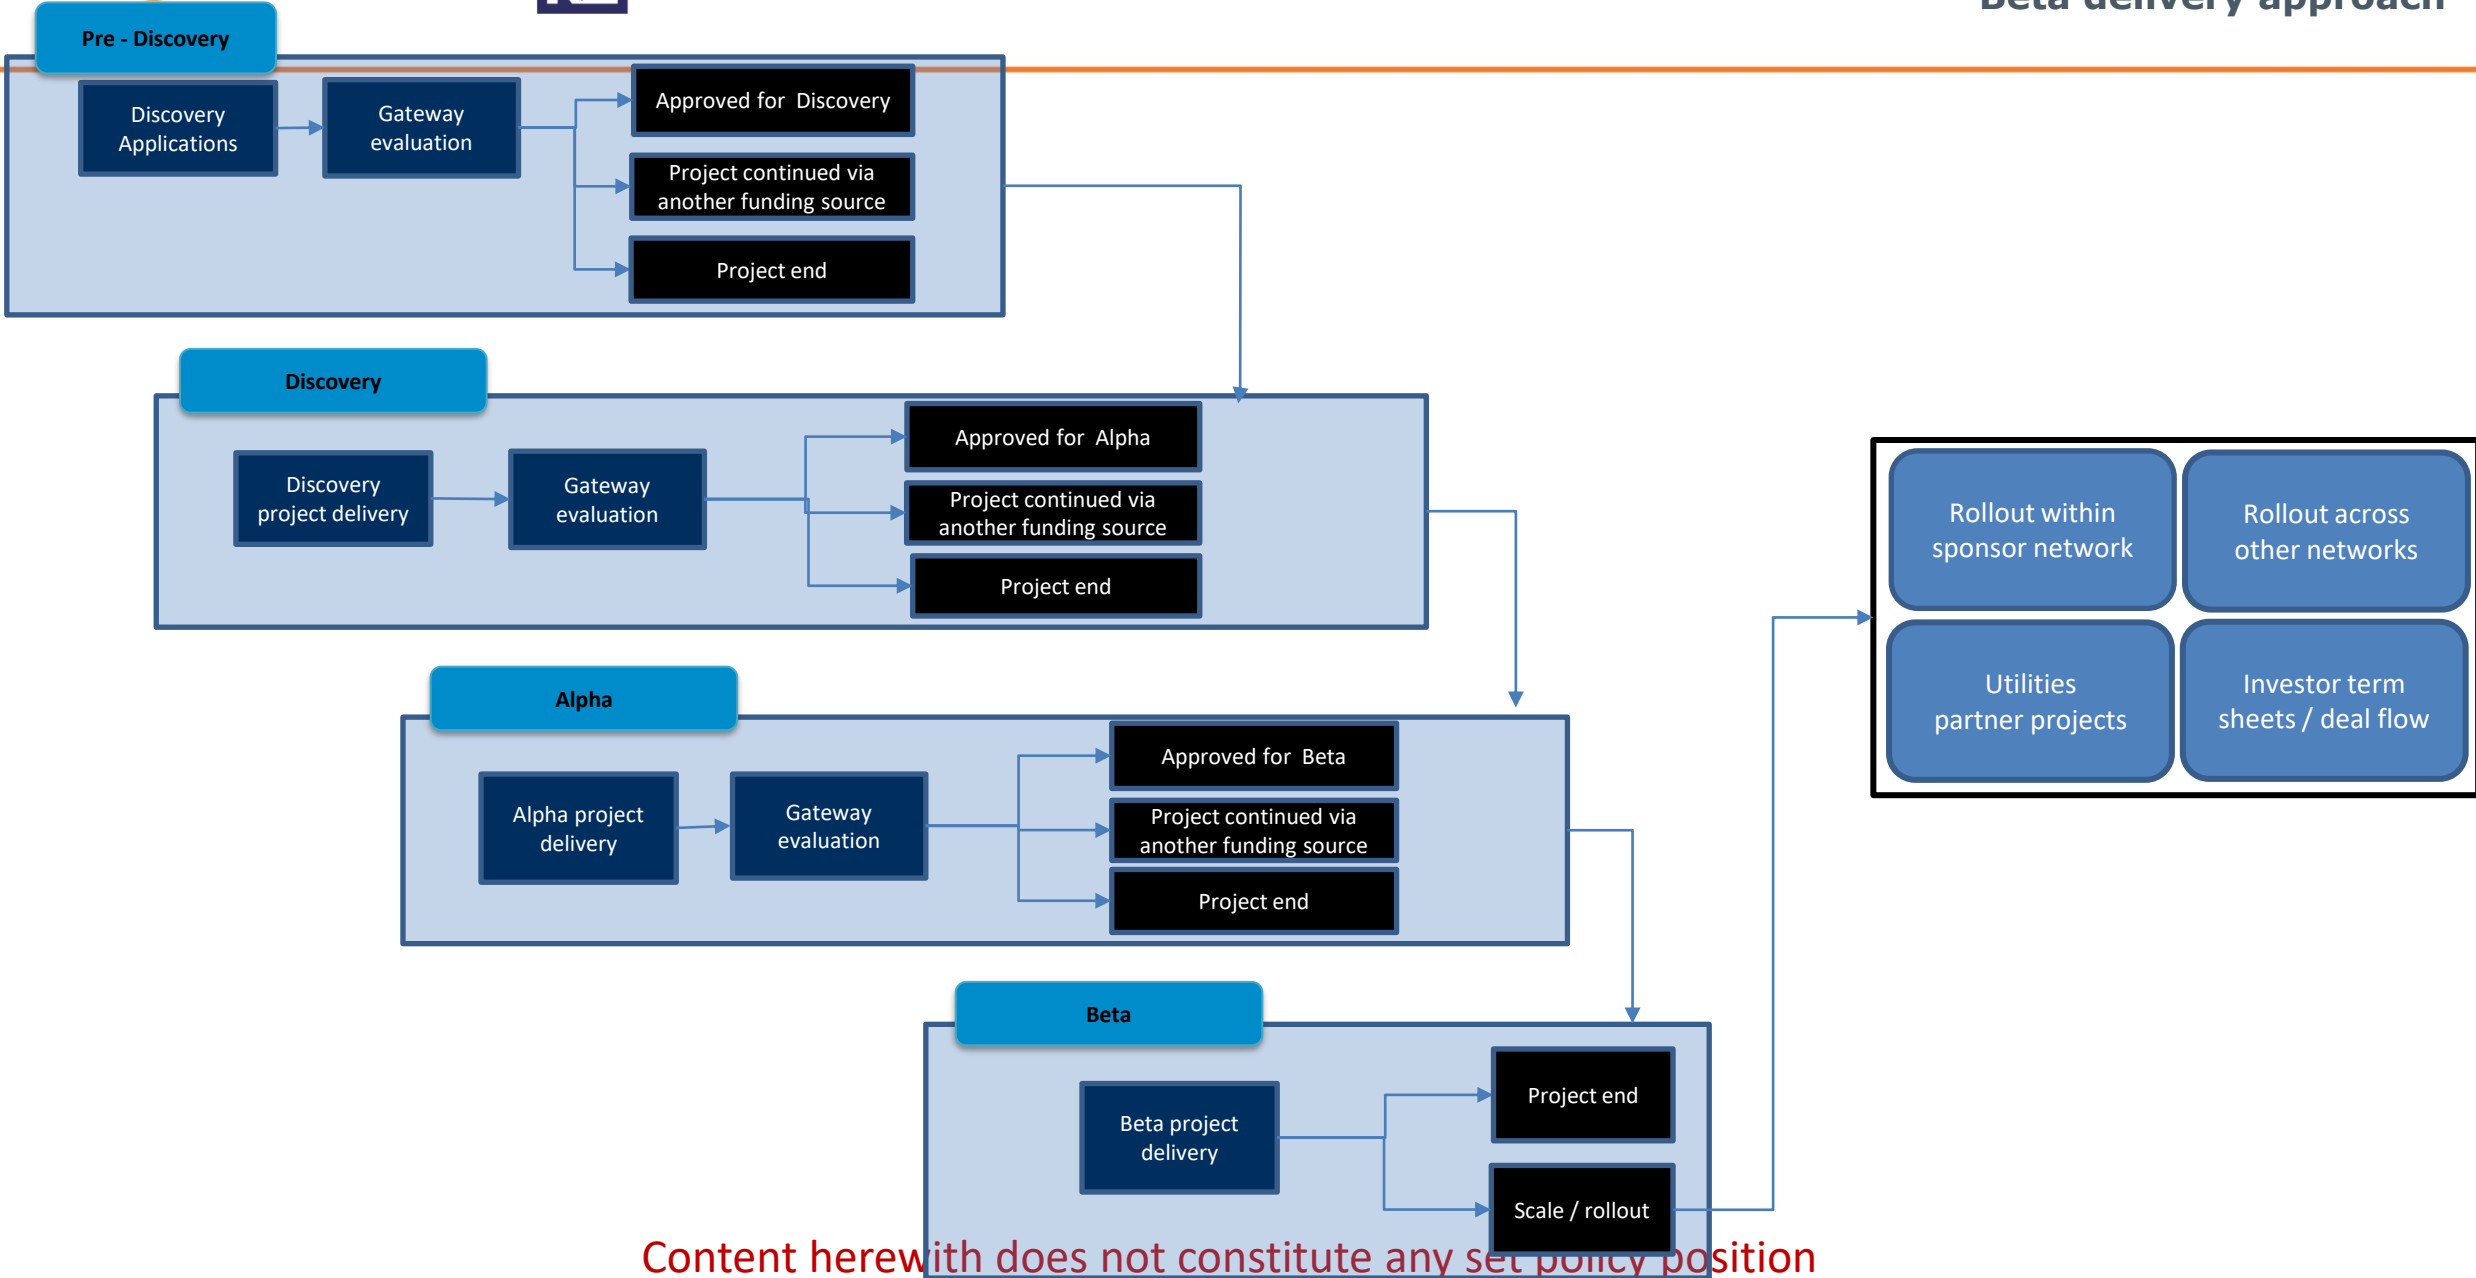 Beta delivery approach
Pre - Discovery
Discovery
Applications
Gateway
evaluation
Approved for Discovery
Project continued via
another funding source
Project end
Discovery
Discovery
project delivery
Gateway
evaluation
Approved for Alpha
Project continued via
another funding source
Project end
Rollout within
sponsor network
Rollout across
other networks
Utilities
partner projects
Investor term
sheets / deal flow
Alpha
Alpha project
delivery
Gateway
evaluation
Approved for Beta
Project continued via
another funding source
Project end
Beta
Beta project
delivery
Project end
Scale / rollout
Content herewith does not constitute any set policy position